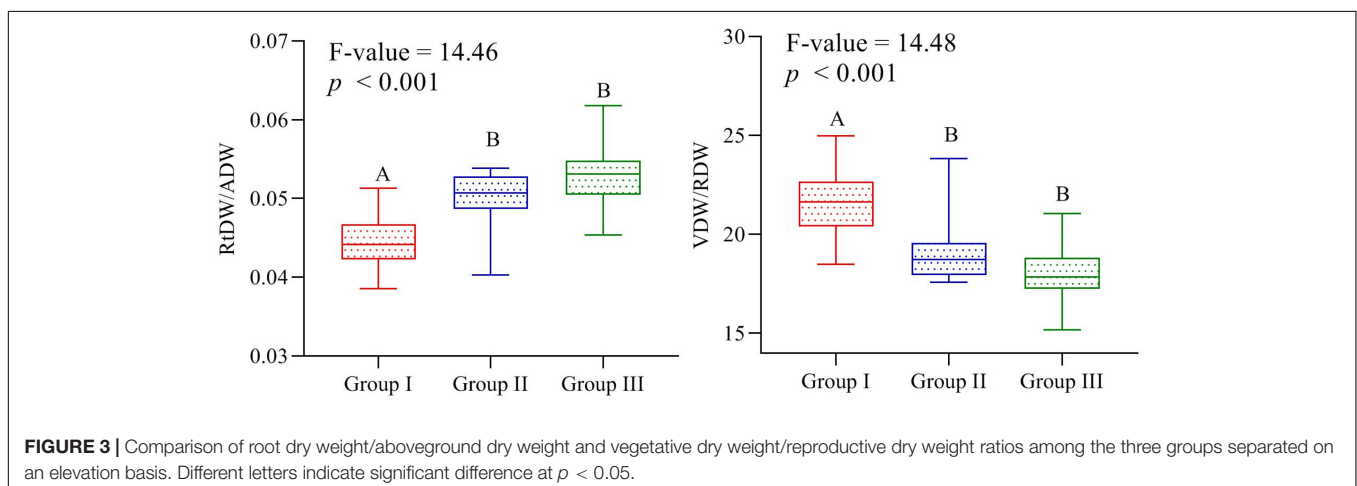 F-value = 14.46
p < 0.001
RtDW/ADW
0.07
0.06
0.05
0.04
0.03
A
B
B
Group I
Group II
Group III
F-value = 14.48
p < 0.001
VDW/RDW
30
25
20
15
A
B
B
Group I
Group II
Group III
FIGURE 3 | Comparison of root dry weight/aboveground dry weight and vegetative dry weight/reproductive dry weight ratios among the three groups separated on
an elevation basis. Different letters indicate significant difference at p < 0.05.